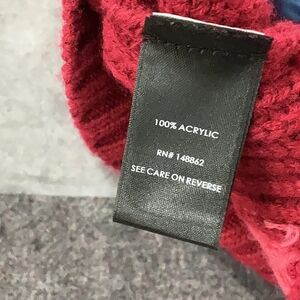 100% ACRYLIC
RN# 148862
SEE CARE ON REVERSE